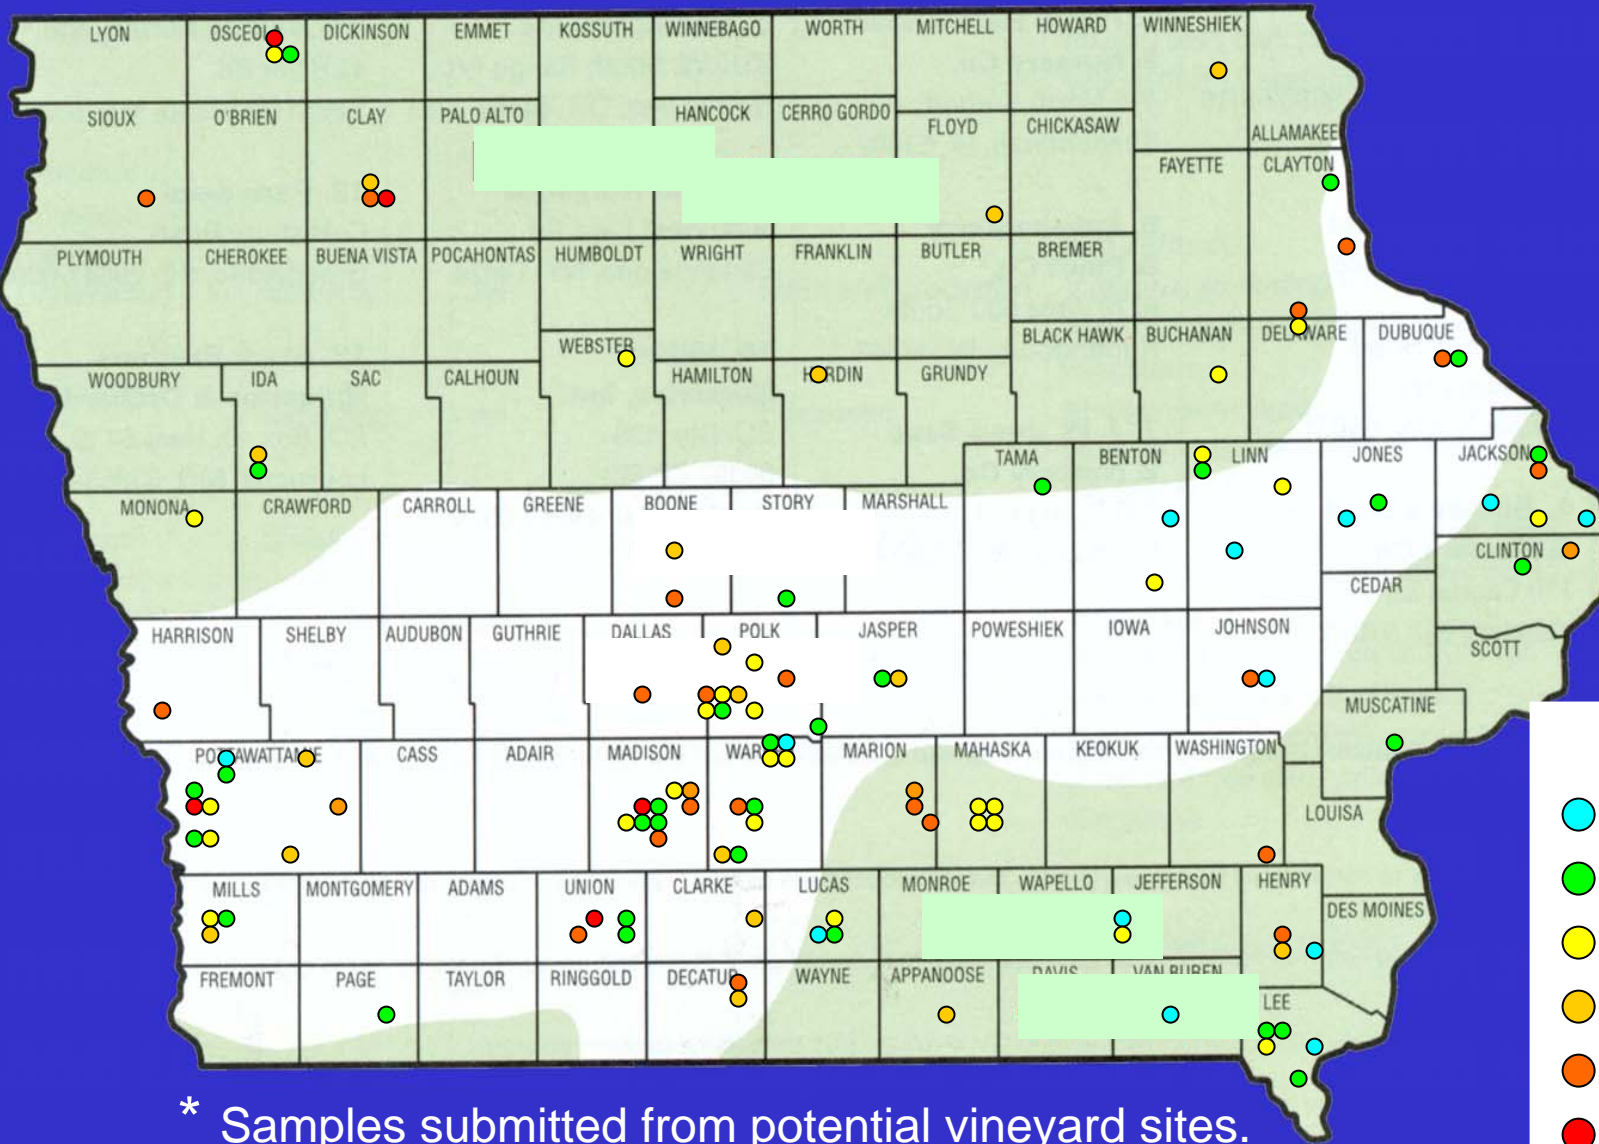 LYON OSCEOLA DICKINSON EMMET KOSSUTH WINNEBAGO WORTH MITCHELL HOWARD WINNESHIEK
ALLAMAKEE
SIOUX O'BRIEN CLAY PALO ALTO HANCOCK CERRO GORDO FLOYD CHICKASAW
FAYETTE CLAYTON
PLYMOUTH CHEROKEE BUENA VISTA POCAHONTAS HUMBOLDT WRIGHT FRANKLIN BUTLER BREMER
WEBSTER BLACK HAWK BUCHANAN DELAWARE DUBUQUE
WOODBURY IDA SAC CALHOUN HAMILTON HARDIN GRUNDY
TAMA BENTON LINN JONES JACKSON
MONONA CRAWFORD CARROLL GREENE BOONE STORY MARSHALL
CLINTON
CEDAR
HARRISON SHELBY AUDUBON GUTHRIE DALLAS POLK JASPER POWESHIEK IOWA JOHNSON
SCOTT
MUSCATINE
POTTAWATTAMIE CASS ADAIR MADISON WARREN MARION MAHASKA KEOKUK WASHINGTON
LOUISA
MILLS MONTGOMERY ADAMS UNION CLARKE LUCAS MONROE WAPELLO JEFFERSON HENRY
DES MOINES
FREMONT PAGE TAYLOR RINGGOLD DECATUR WAYNE APPANOOSE DAVIS VAN BUREN
LEE
* Samples submitted from potential vineyard sites.